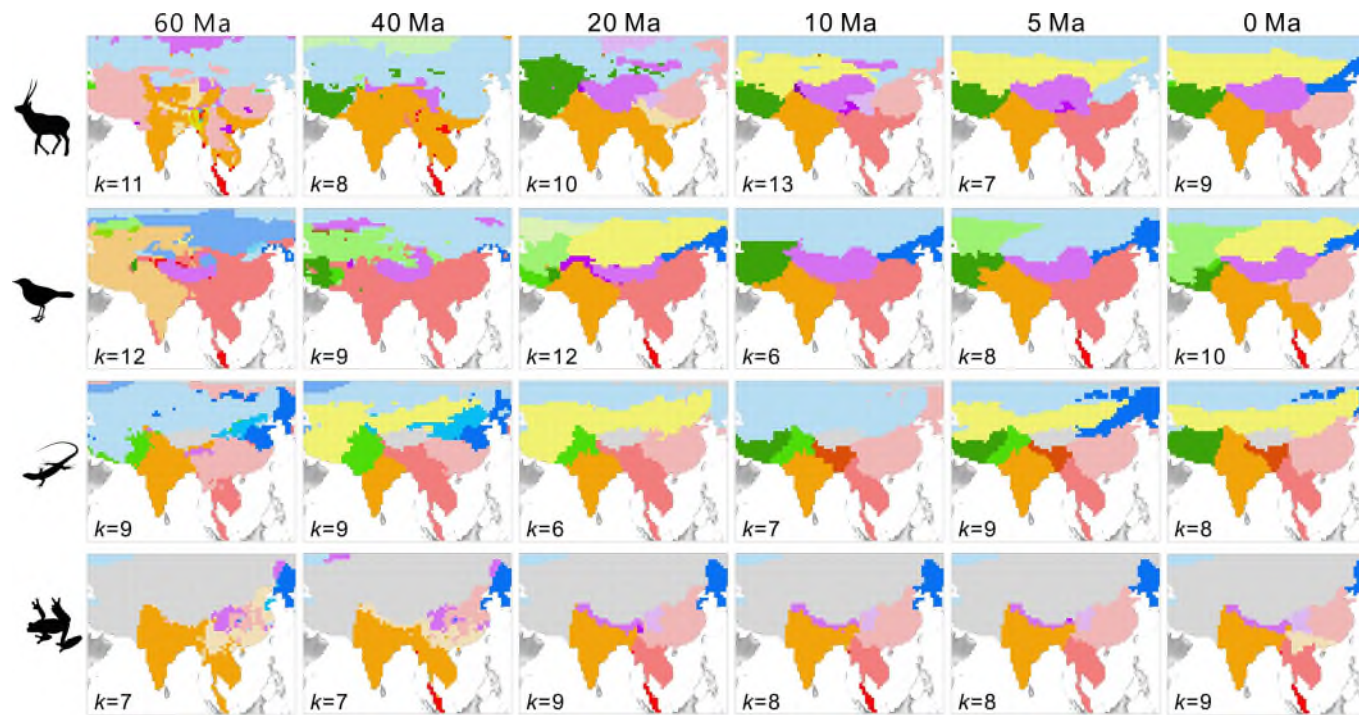 60 Ma 40 Ma 20 Ma 10 Ma 5 Ma 0 Ma
k=11 k=8 k=10 k=13 k=7 k=9
k=12 k=9 k=12 k=6 k=8 k=10
k=9 k=9 k=6 k=7 k=9 k=8
k=7 k=7 k=9 k=8 k=8 k=9